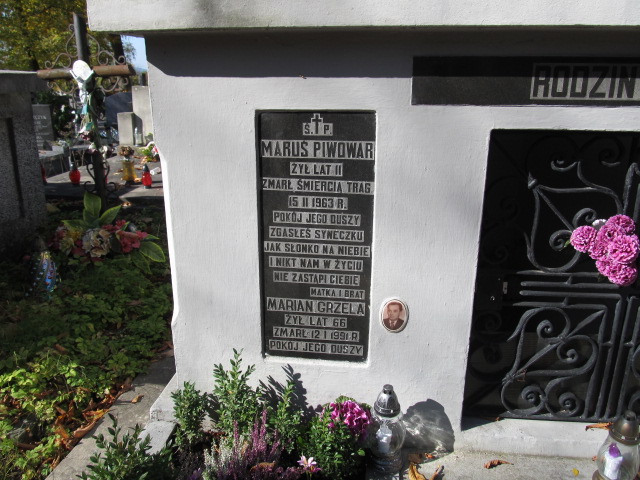 RODZIN
Ś. P.
MARUŚ PIWOWAR
ŻYŁ LAT 11
ZMARŁ ŚMIERCIĄ TRAG.
15 II 1963 R.
POKÓJ JEGO DUSZY
ZGASŁEŚ SYNECZKU
JAK SŁONKO NA NIEBIE
I NIKT NAM W ŻYCIU
NIE ZASTĄPI CIEBIE
MATKA I BRAT
MARIAN GRZELA
ŻYŁ LAT 66
ZMARŁ 12 I 1991 R.
POKÓJ JEGO DUSZY